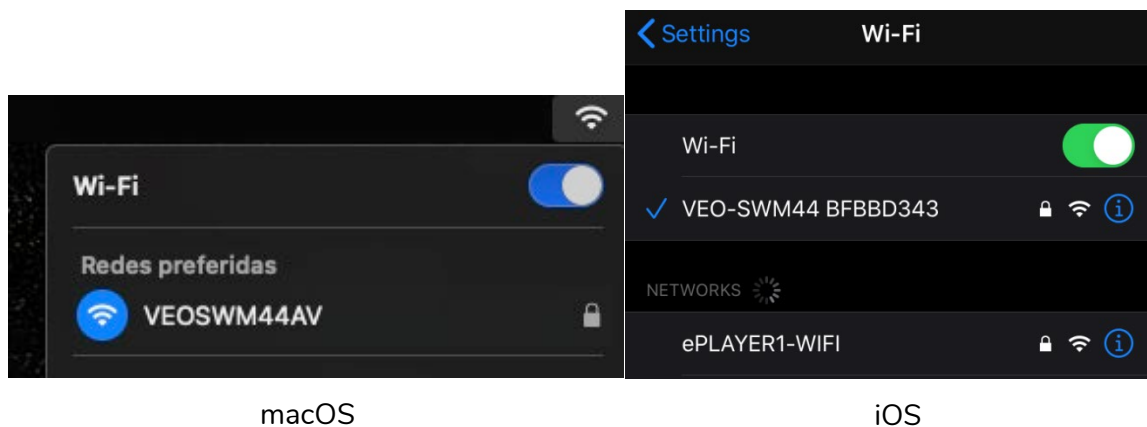 Wi-Fi
Redes preferidas
VEOSWM44AV
macOS
Settings
Wi-Fi
Wi-Fi
VEO-SWM44 BFBBD343
NETWORKS
ePLAYER1-WIFI
iOS